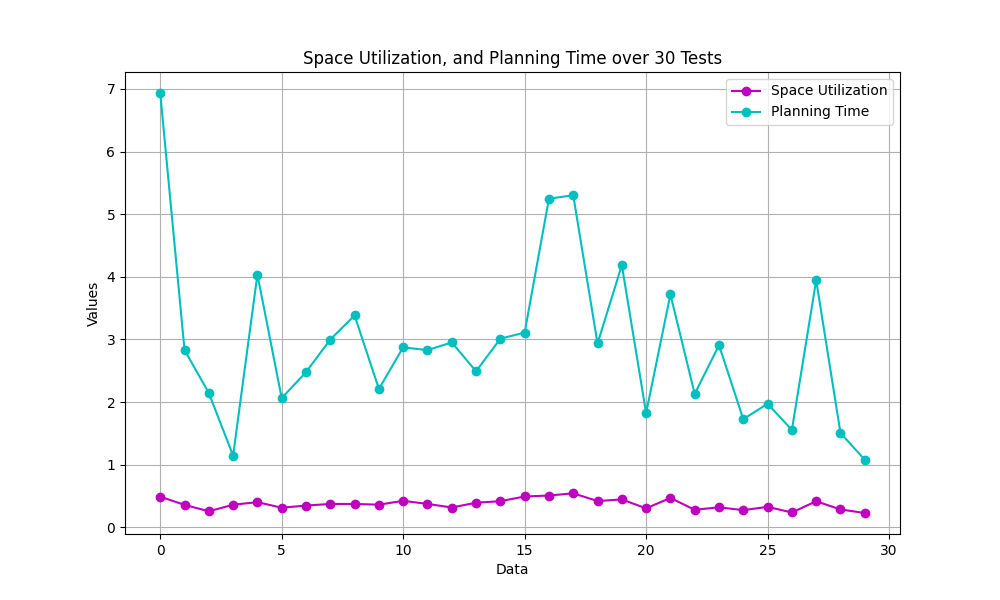 Space Utilization, and Planning Time over 30 Tests
Space Utilization
Planning Time
Values
7
6
5
4
3
2
1
0
0 5 10 15 20 25 30
Data